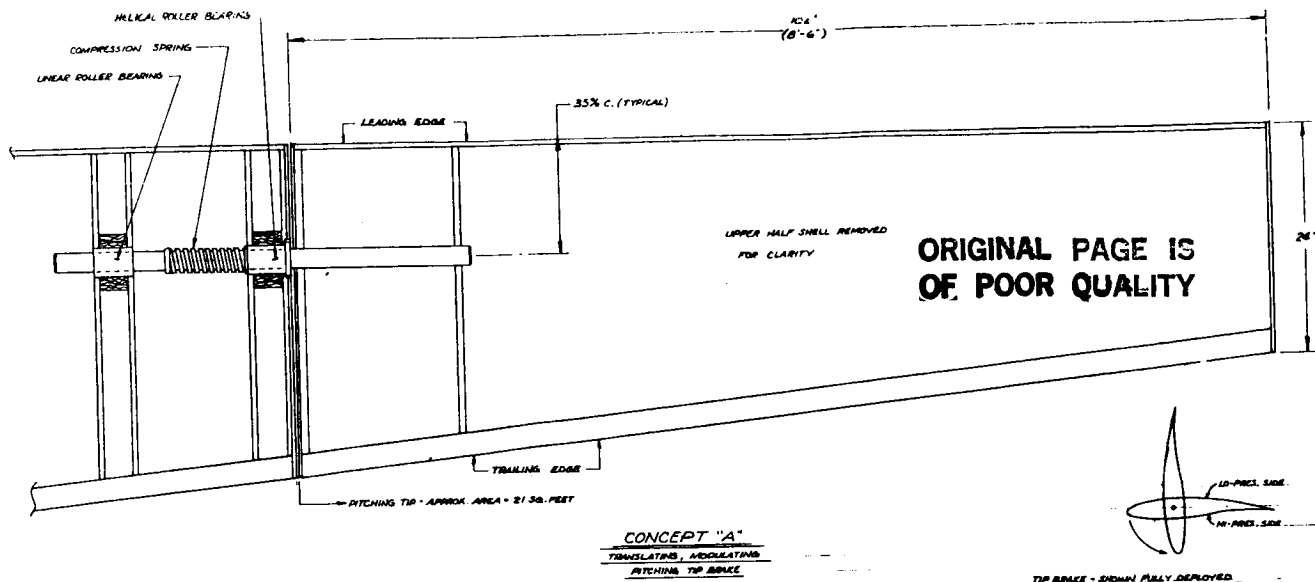 HELICAL ROLLER BEARING
COMPRESSION SPRING
LINEAR ROLLER BEARING
102"
(8'-6")
35% C. (TYPICAL)
LEADING EDGE
UPPER HALF SHELL REMOVED
FOR CLARITY
ORIGINAL PAGE IS
OF POOR QUALITY
24"
TRAILING EDGE
PITCHING TIP - APPROX. AREA = 21 SQ. FEET
LO-PRES. SIDE
HI-PRES. SIDE
CONCEPT "A"
TRANSLATING, MODULATING
PITCHING TIP BRAKE
TIP BRAKE - SHOWN FULLY DEPLOYED